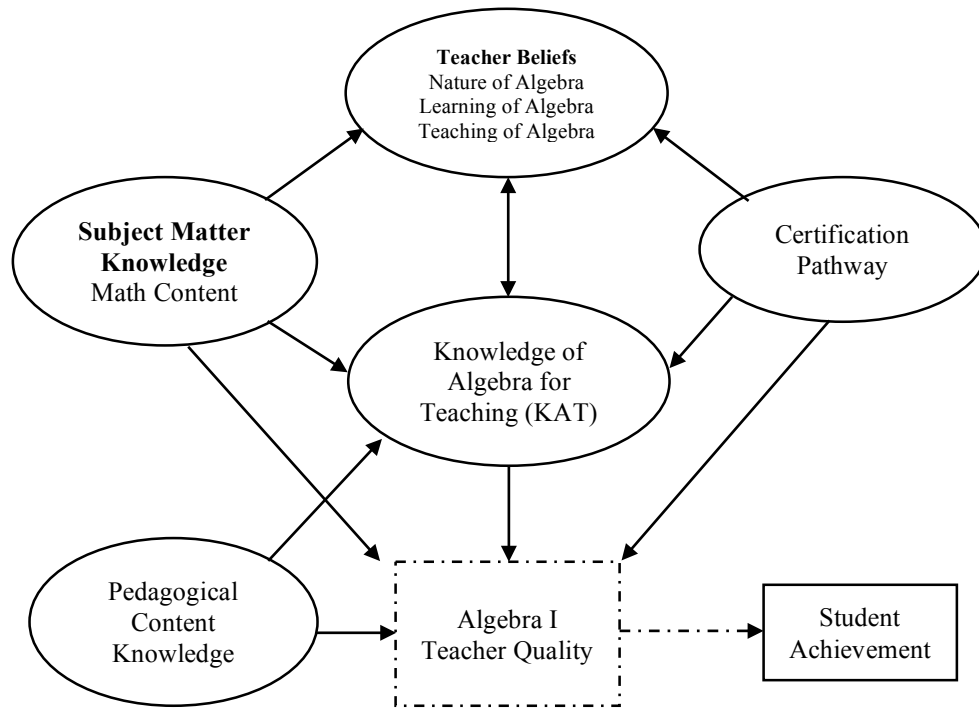 Teacher Beliefs
Nature of Algebra
Learning of Algebra
Teaching of Algebra
Subject Matter
Knowledge
Math Content
Certification
Pathway
Knowledge of
Algebra for
Teaching (KAT)
Pedagogical
Content
Knowledge
Algebra I
Teacher Quality
Student
Achievement